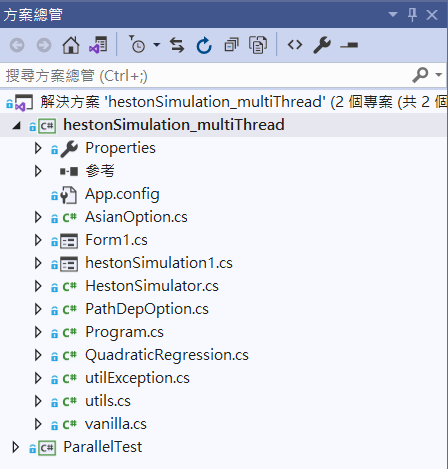 方案總管
搜尋方案總管 (Ctrl+;)
解決方案 'hestonSimulation_multiThread' (2 個專案 (共 2 個
C# hestonSimulation_multiThread
Properties
參考
App.config
C# AsianOption.cs
Form1.cs
hestonSimulation1.cs
C# HestonSimulator.cs
C# PathDepOption.cs
C# Program.cs
C# QuadraticRegression.cs
C# utilException.cs
C# utils.cs
C# vanilla.cs
C# ParallelTest